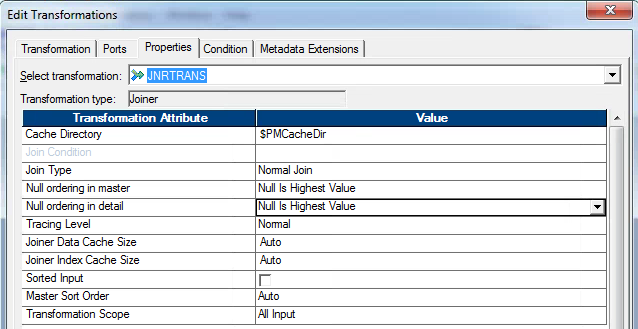 Edit Transformations
Transformation Ports Properties Condition Metadata Extensions
Select transformation: JNRTRANS
Transformation type: Joiner
Transformation Attribute Value
Cache Directory $PMCacheDir
Join Condition
Join Type Normal Join
Null ordering in master Null Is Highest Value
Null ordering in detail Null Is Highest Value
Tracing Level Normal
Joiner Data Cache Size Auto
Joiner Index Cache Size Auto
Sorted Input
Master Sort Order Auto
Transformation Scope All Input